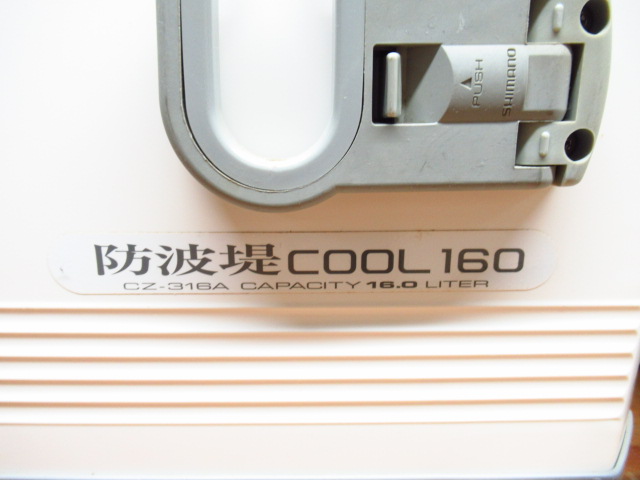 PUSH
SHIMANO
防波堤COOL160
CZ-316A CAPACITY 16.0 LITER